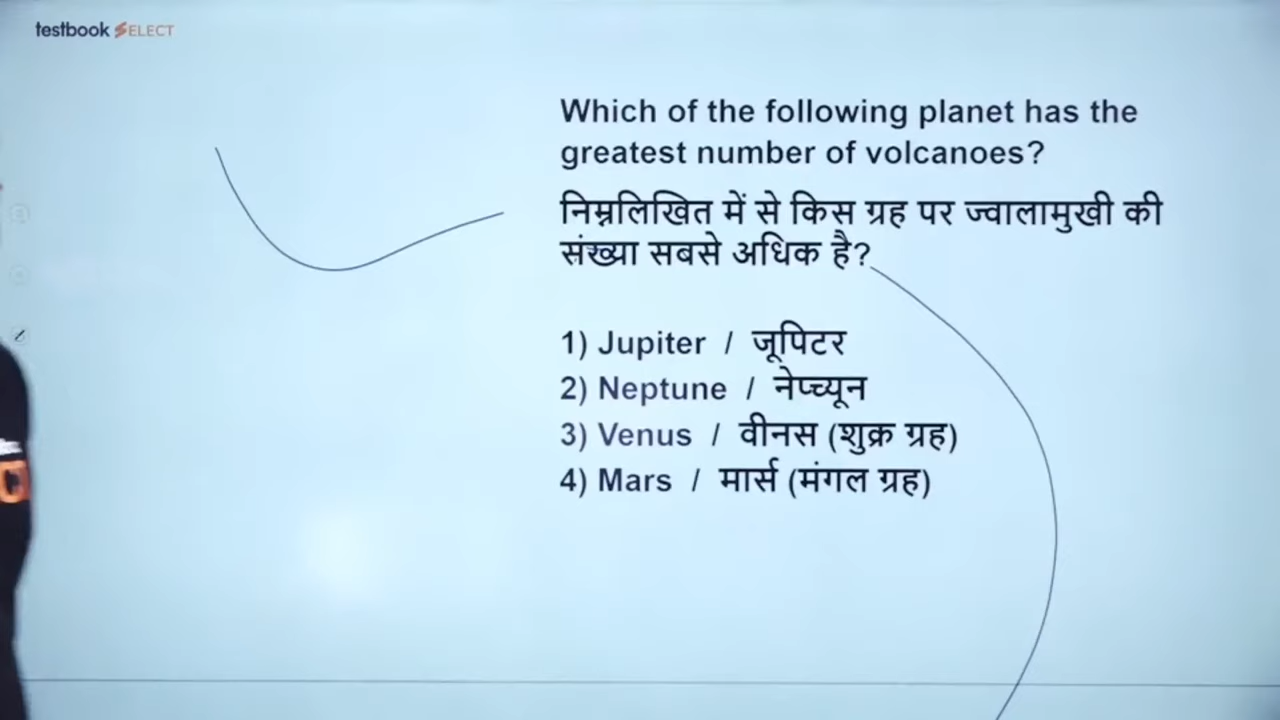 testbook SELECT
Which of the following planet has the
greatest number of volcanoes?
निम्नलिखित में से किस ग्रह पर ज्वालामुखी की
संख्या सबसे अधिक है?
1) Jupiter / जूपिटर
2) Neptune / नेप्च्यून
3) Venus / वीनस (शुक्र ग्रह)
4) Mars / मार्स (मंगल ग्रह)